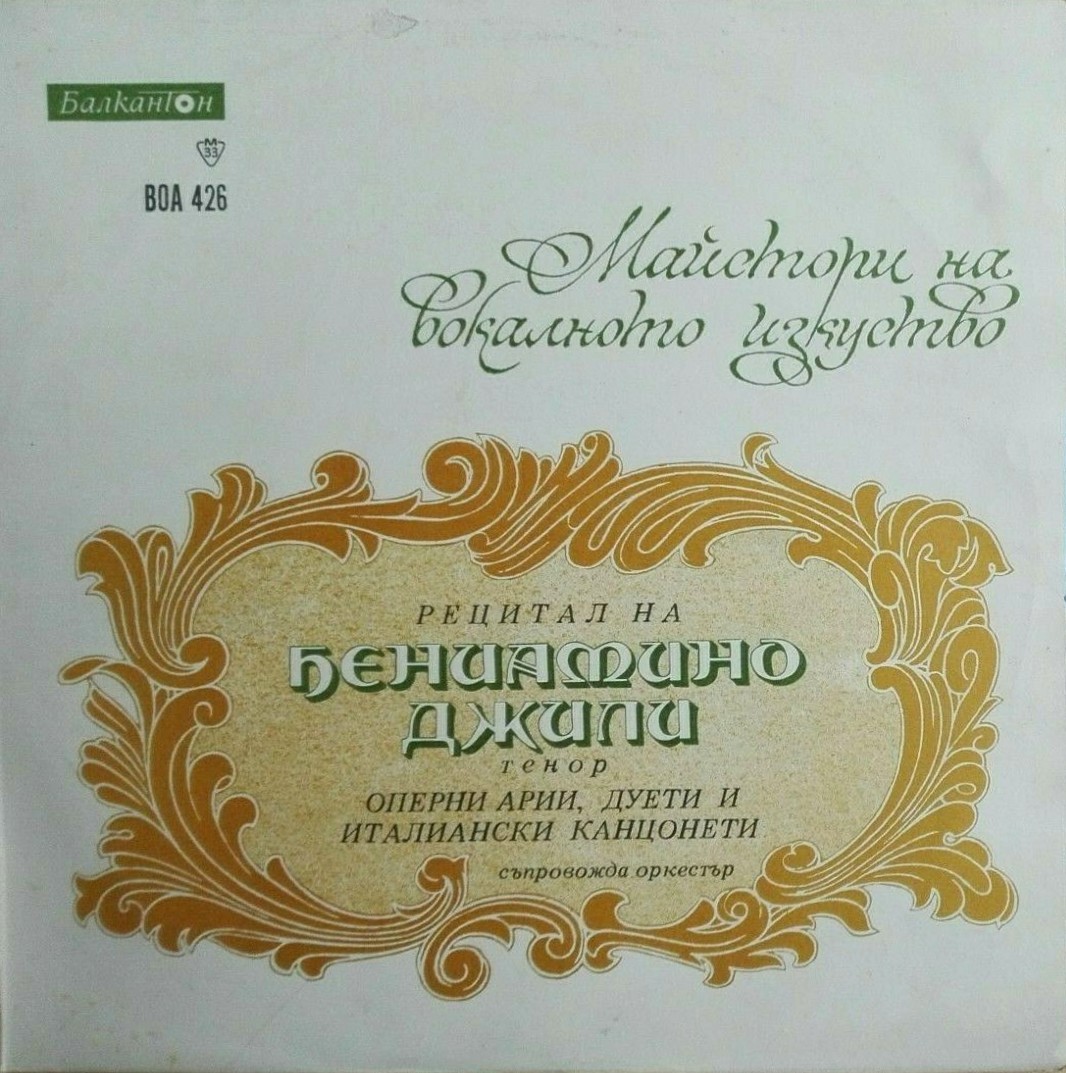 Балкантон
М
33
ВОА 426
Майстори на
вокалното изкуство
РЕЦИТАЛ НА
БЕНИАМИНО
ДЖИЛИ
тенор
ОПЕРНИ АРИИ, ДУЕТИ И
ИТАЛИАНСКИ КАНЦОНЕТИ
съпровожда оркестър